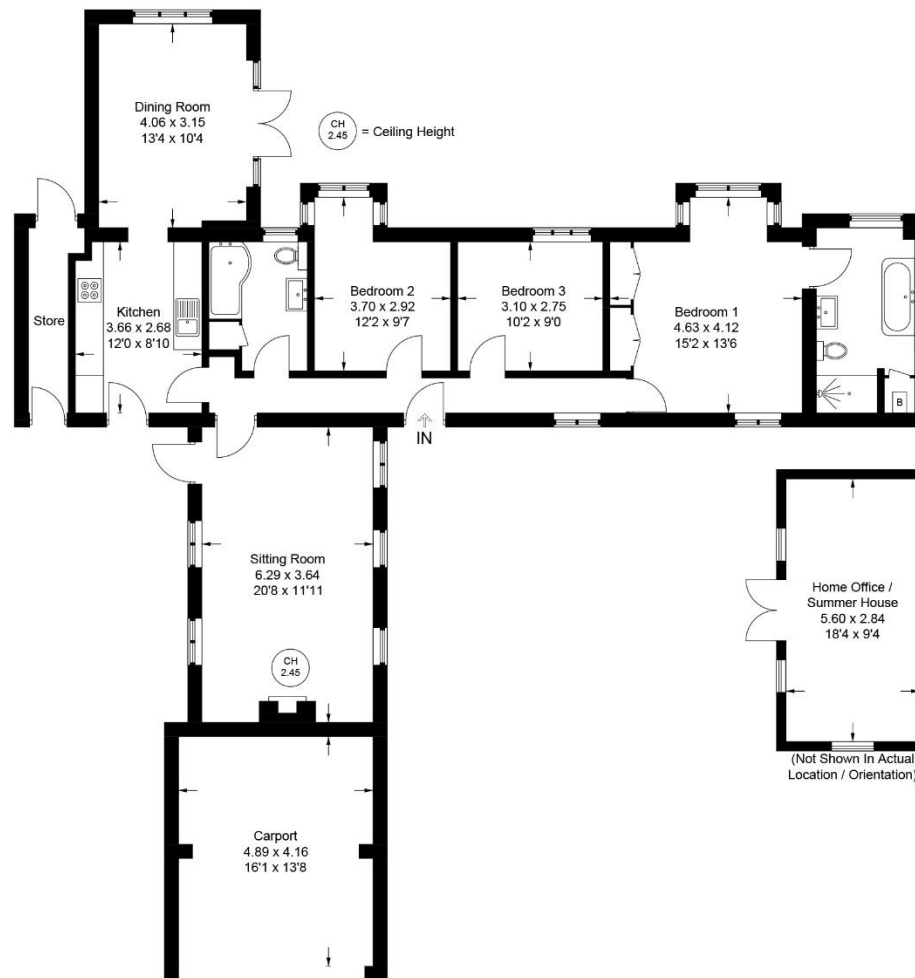 Dining Room
4.06 x 3.15
13'4 x 10'4
CH
2.45
= Ceiling Height
Store
Kitchen
3.66 x 2.68
12'0 x 8'10
Bedroom 2
3.70 x 2.92
12'2 x 9'7
Bedroom 3
3.10 x 2.75
10'2 x 9'0
Bedroom 1
4.63 x 4.12
15'2 x 13'6
B
IN
Sitting Room
6.29 x 3.64
20'8 x 11'11
CH
2.45
Home Office /
Summer House
5.60 x 2.84
18'4 x 9'4
(Not Shown In Actual
Location / Orientation)
Carport
4.89 x 4.16
16'1 x 13'8